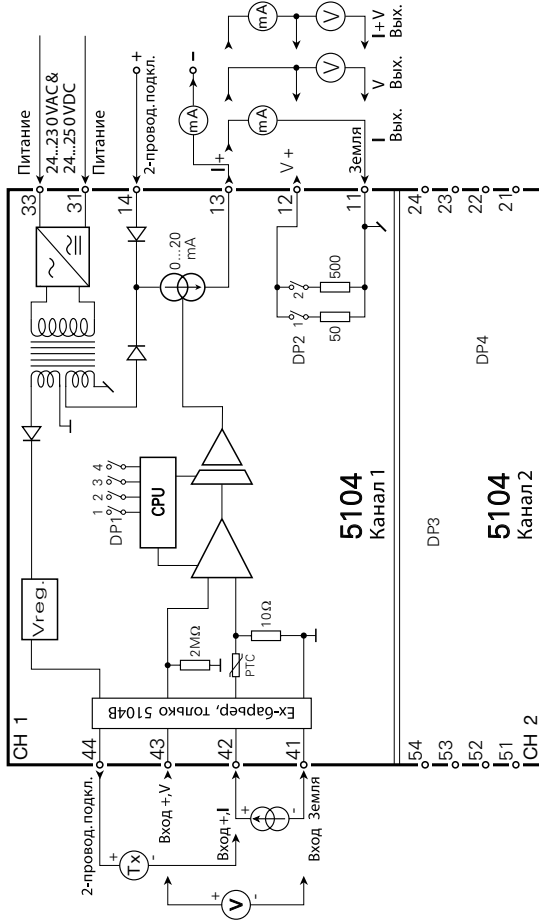 CH 1
Vreg.
Ex-барьер, только 5104B
44
43
42
41
2-провод. подкл.
+
Tx
-
Вход +,V
Вход +,I
+
-
Вход
Земля
+
V
-
2MΩ
PTC
10Ω
DP1
1 2 3 4
CPU
0...20
mA
DP2
1
2
50
500
33
31
14
13
12
11
Питание
24...230 VAC &
24...250 VDC
Питание
2-провод. подкл.
+
mA
-
I+
V +
Земля
mA
I
Вых.
V
V
Вых.
mA
V
I+V
Вых.
5104
Канал 1
DP3
DP4
54
53
52
51
24
23
22
21
5104
Канал 2
CH 2